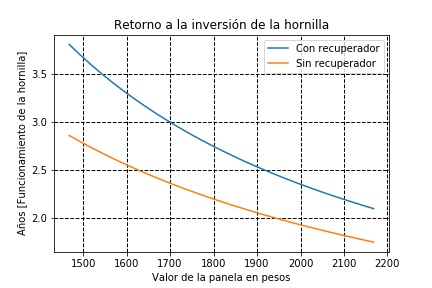 Retorno a la inversión de la hornilla
Con recuperador
Sin recuperador
Años [Funcionamiento de la hornilla]
3.5
3.0
2.5
2.0
1500 1600 1700 1800 1900 2000 2100 2200
Valor de la panela en pesos